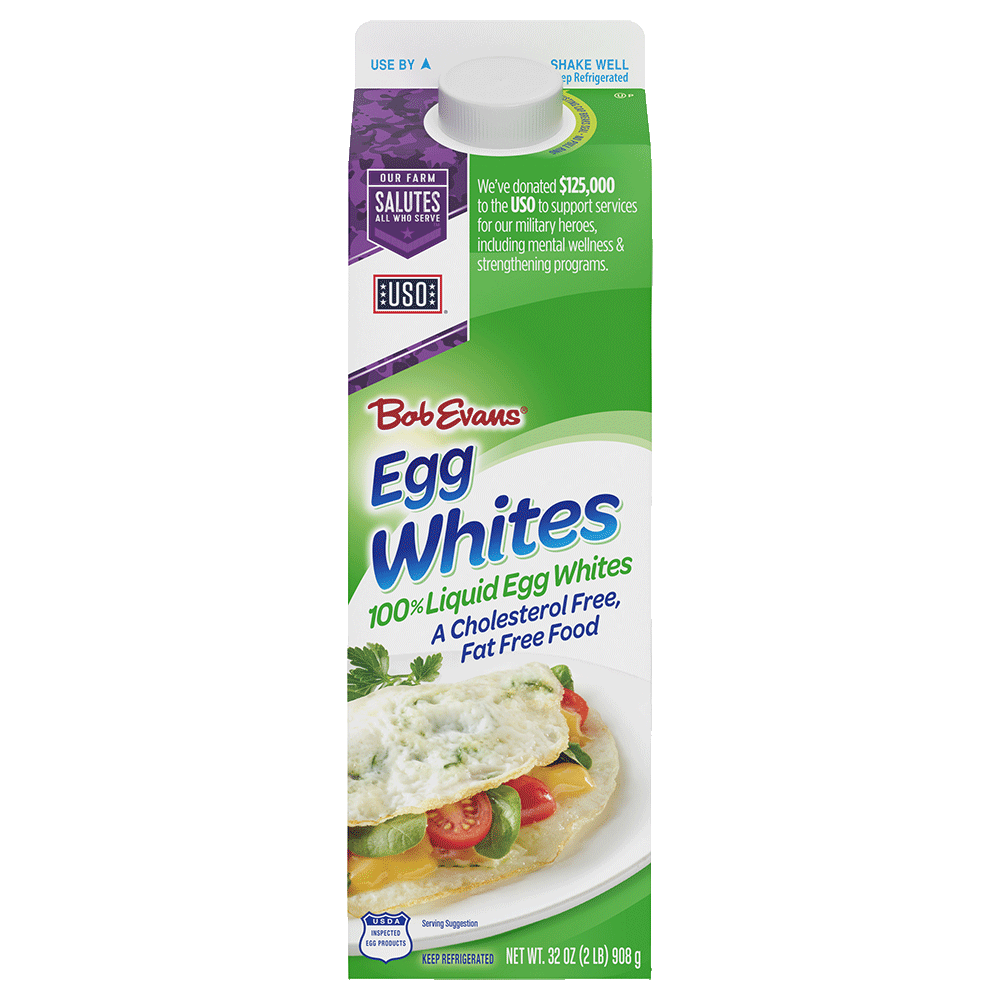 USE BY
SHAKE WELL
Keep Refrigerated
U P
OUR FARM
SALUTES
ALL WHO SERVE
We've donated $125,000
to the USO to support services
for our military heroes,
including mental wellness &
strengthening programs.
USO
Bob Evans®
Egg
Whites
100% Liquid Egg Whites
A Cholesterol Free,
Fat Free Food
USDA
INSPECTED
EGG PRODUCTS
Serving Suggestion
KEEP REFRIGERATED
NET WT. 32 OZ (2 LB) 908 g